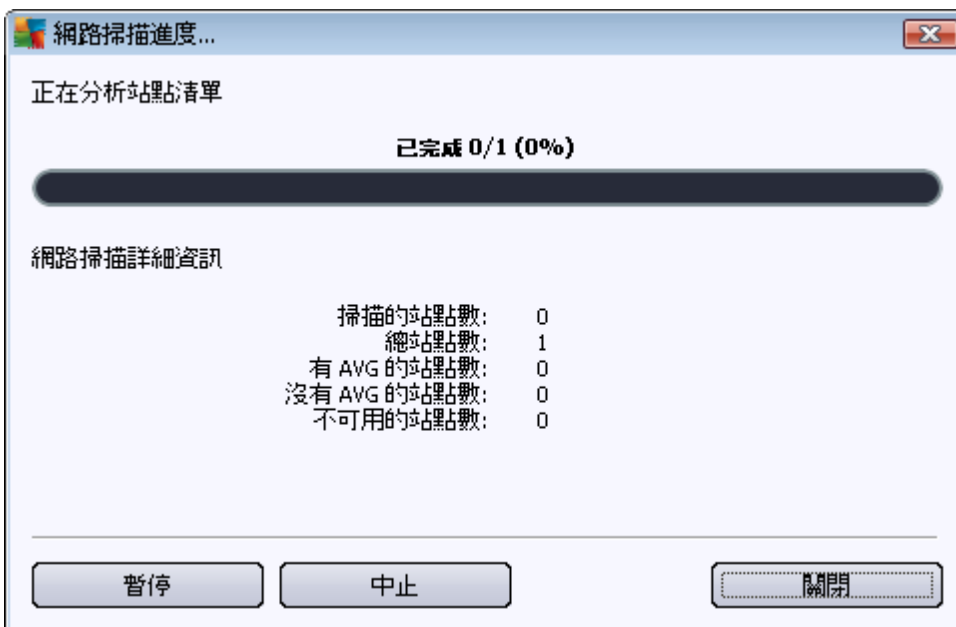 網路掃描進度...
正在分析站點清單
已完成 0/1 (0%)
網路掃描詳細資訊
掃描的站點數: 0
總站點數: 1
有 AVG 的站點數: 0
沒有 AVG 的站點數: 0
不可用的站點數: 0
暫停 中止 關閉